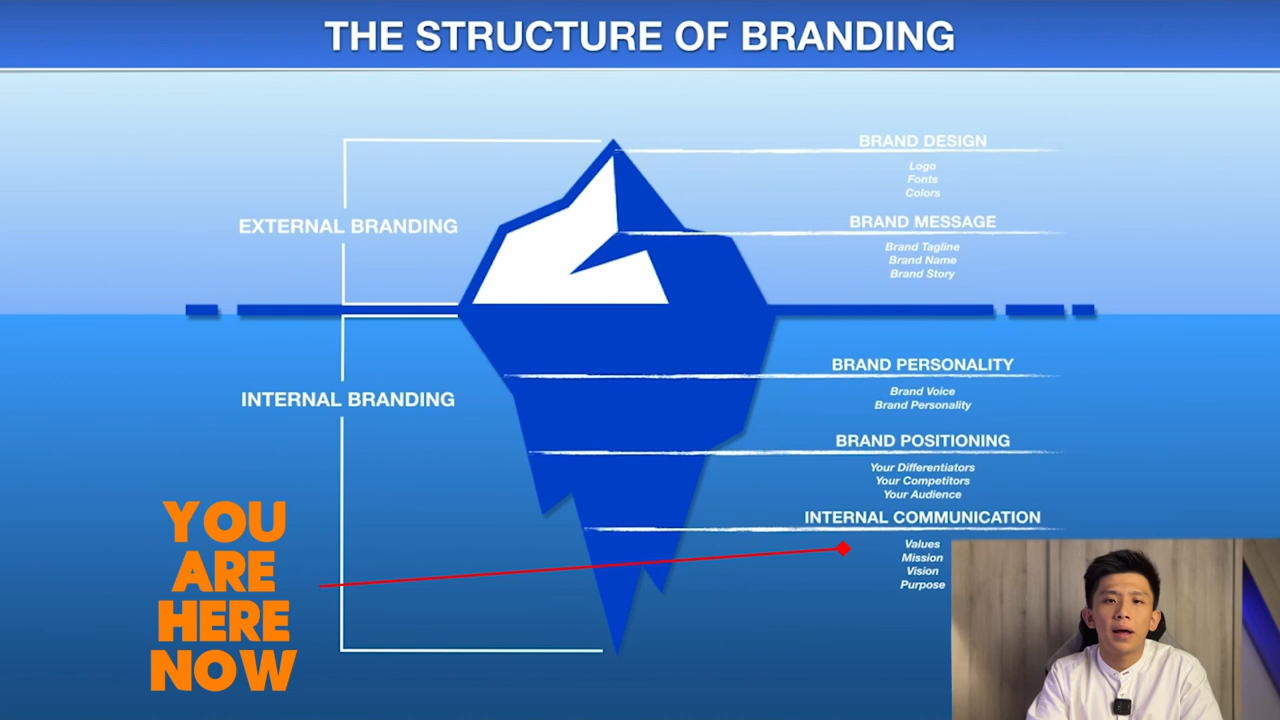 THE STRUCTURE OF BRANDING
EXTERNAL BRANDING
BRAND DESIGN
Logo
Fonts
Colors
BRAND MESSAGE
Brand Tagline
Brand Name
Brand Story
INTERNAL BRANDING
BRAND PERSONALITY
Brand Voice
Brand Personality
BRAND POSITIONING
Your Differentiators
Your Competitors
Your Audience
INTERNAL COMMUNICATION
Values
Mission
Vision
Purpose
YOU
ARE
HERE
NOW